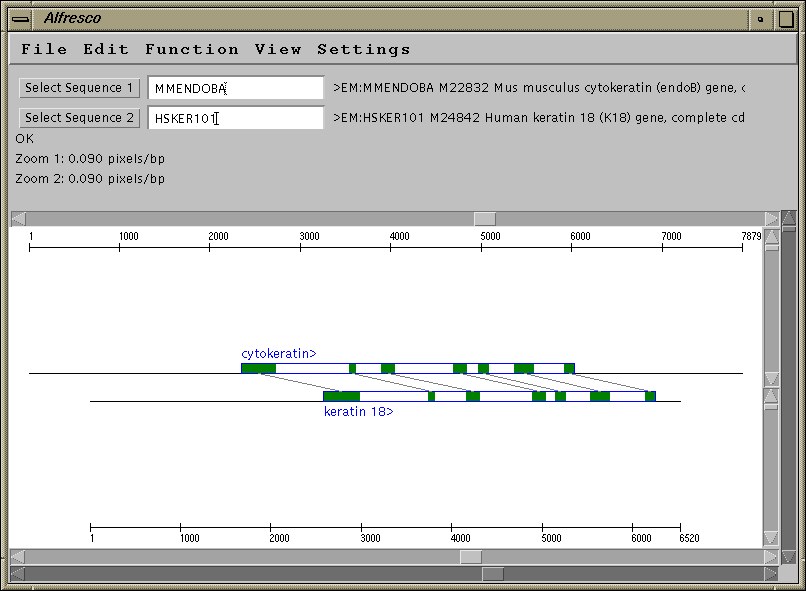 Alfresco
File Edit Function View Settings
Select Sequence 1 MMENDOBA >EM:MMENDOBA M22832 Mus musculus cytokeratin (endoB) gene, c
Select Sequence 2 HSKER101 >EM:HSKER101 M24842 Human keratin 18 (K18) gene, complete cd
OK
Zoom 1: 0.090 pixels/bp
Zoom 2: 0.090 pixels/bp
1 1000 2000 3000 4000 5000 6000 7000 7879
cytokeratin>
keratin 18>
1 1000 2000 3000 4000 5000 6000 6520